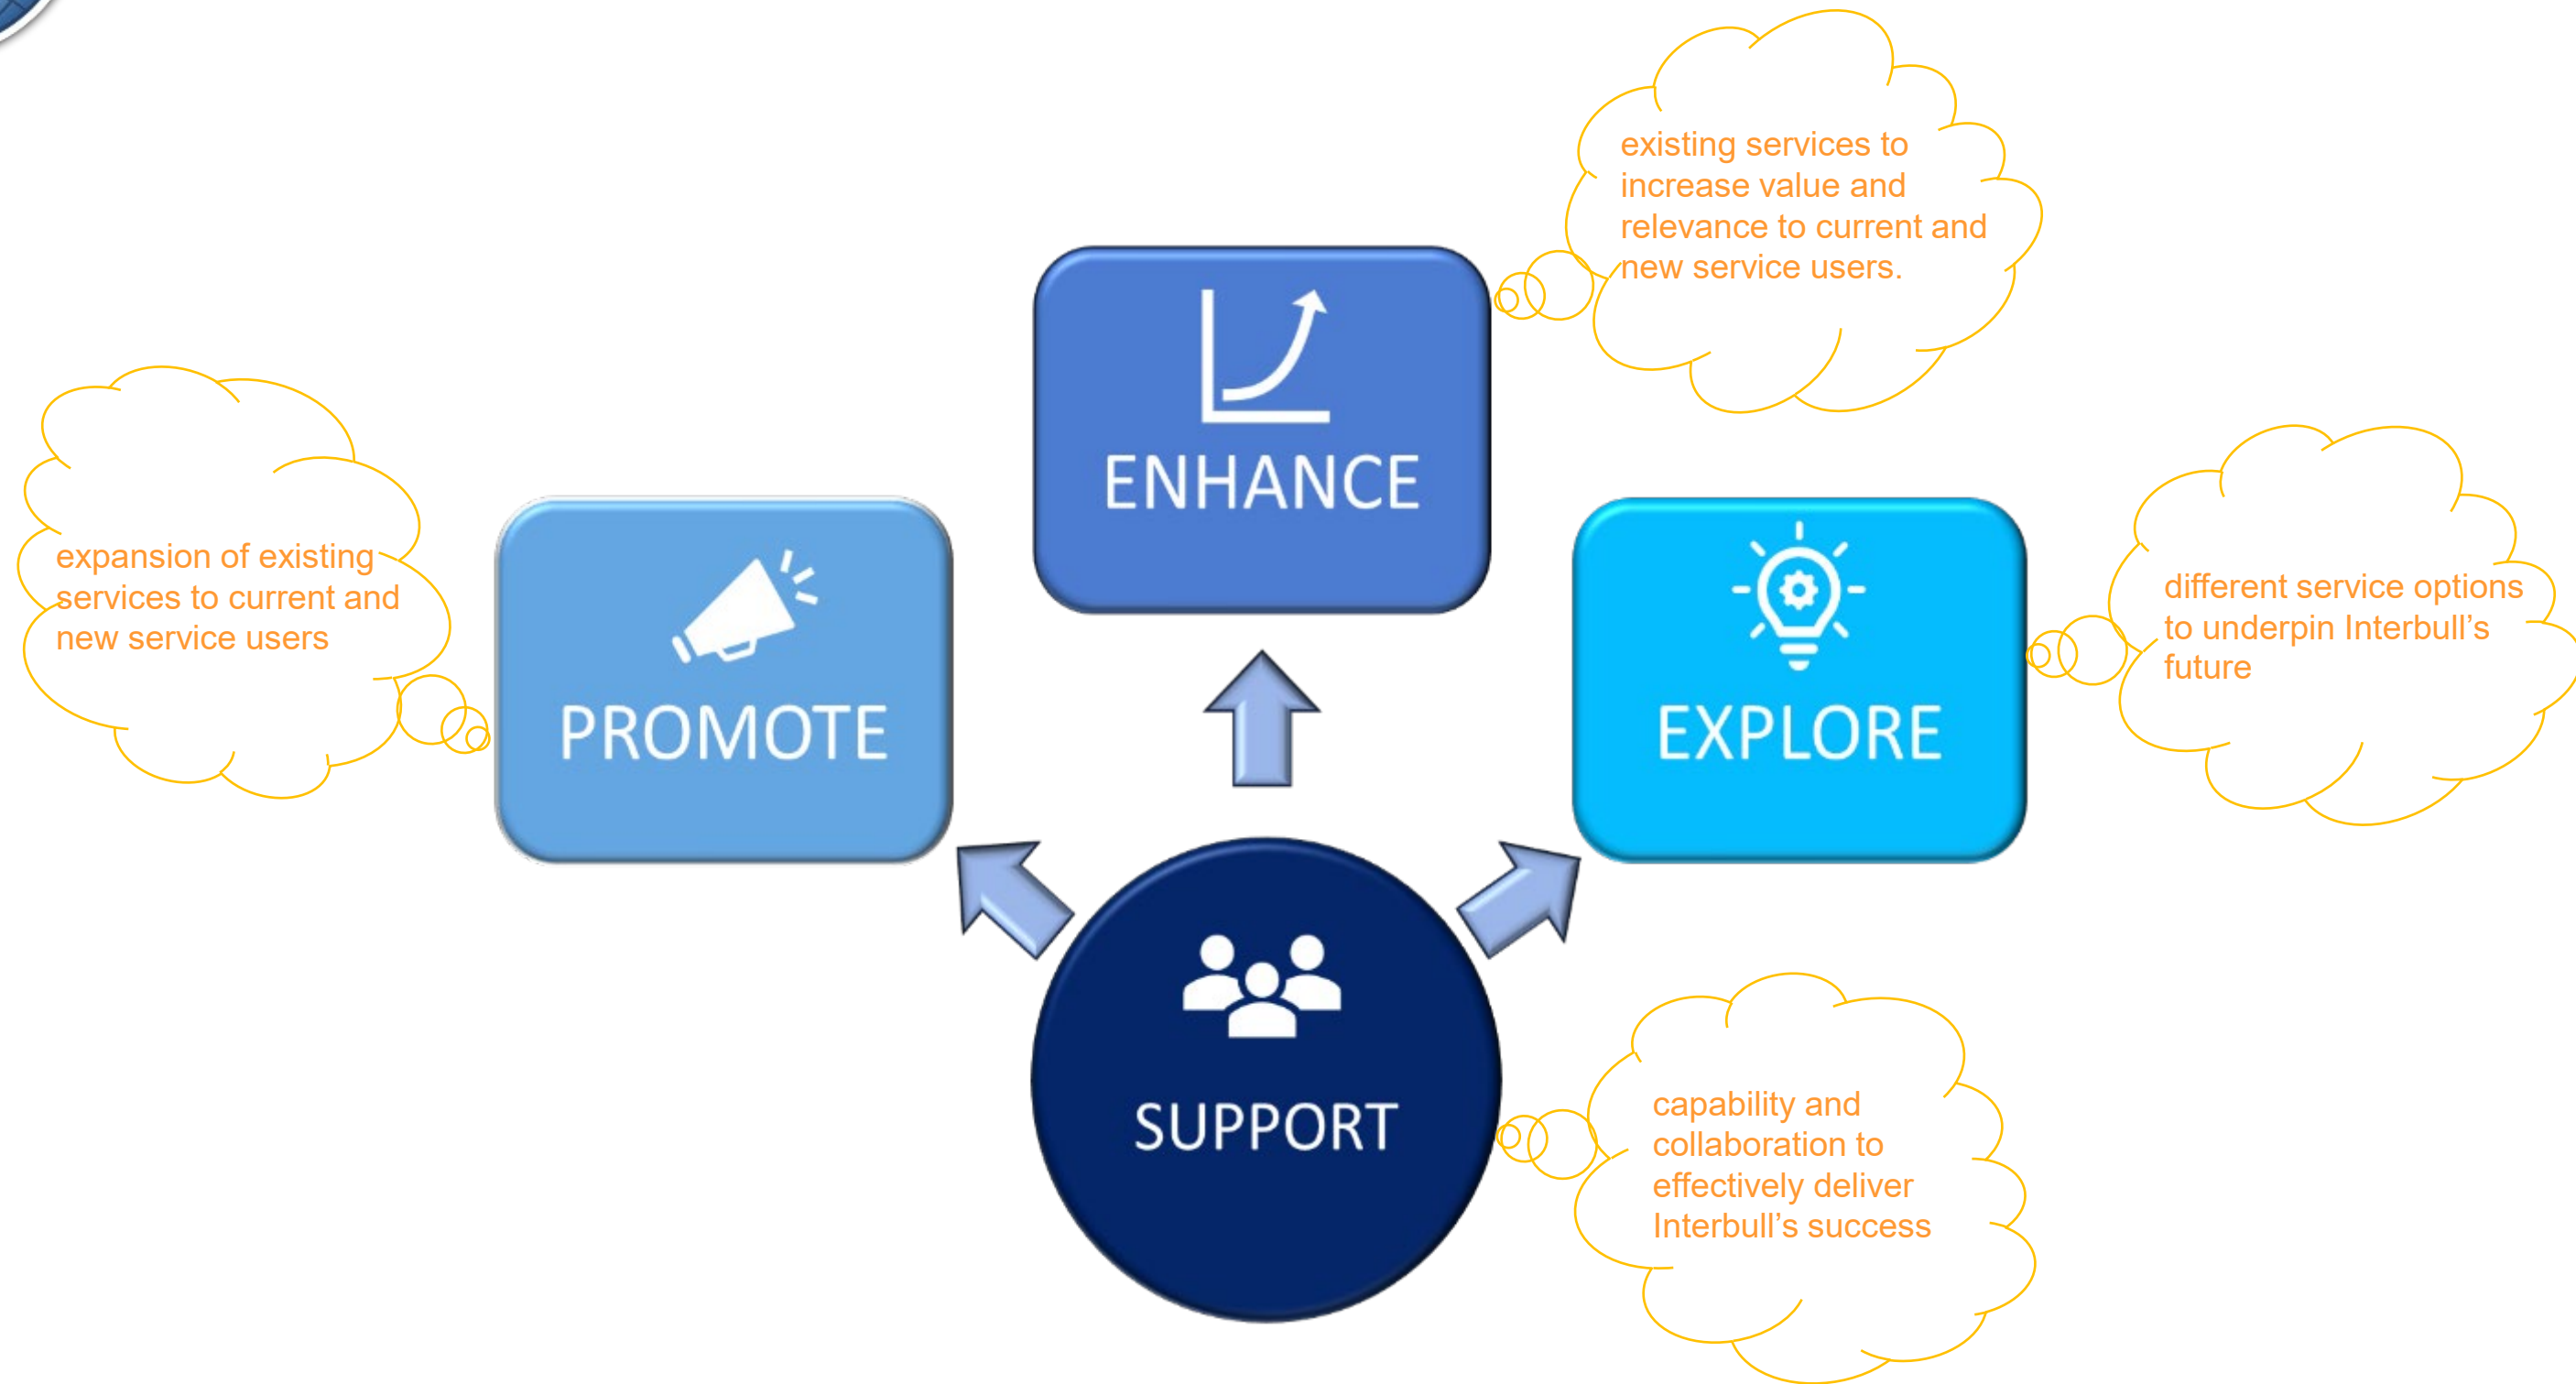 existing services to
increase value and
relevance to current and
new service users.
ENHANCE
expansion of existing
services to current and
new service users
PROMOTE
EXPLORE
different service options
to underpin Interbull’s
future
SUPPORT
capability and
collaboration to
effectively deliver
Interbull’s success